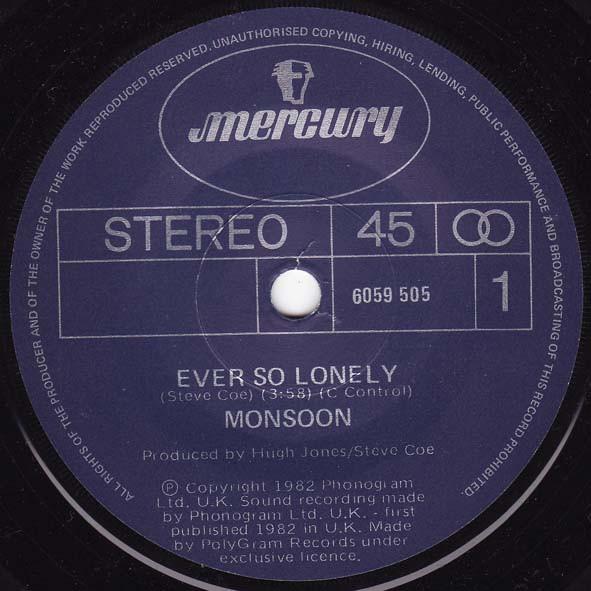 ALL RIGHTS OF THE PRODUCER AND OF THE OWNER OF THE WORK REPRODUCED RESERVED. UNAUTHORISED COPYING, HIRING, LENDING, PUBLIC PERFORMANCE AND BROADCASTING OF THIS RECORD PROHIBITED.
mercury
STEREO 45
6059 505 1
EVER SO LONELY
(Steve Coe) (3:58) (C Control)
MONSOON
Produced by Hugh Jones/Steve Coe
Ⓟ Copyright 1982 Phonogram
Ltd. U.K. Sound recording made
by Phonogram Ltd. U.K. - first
published 1982 in U.K. Made
by PolyGram Records under
exclusive licence.